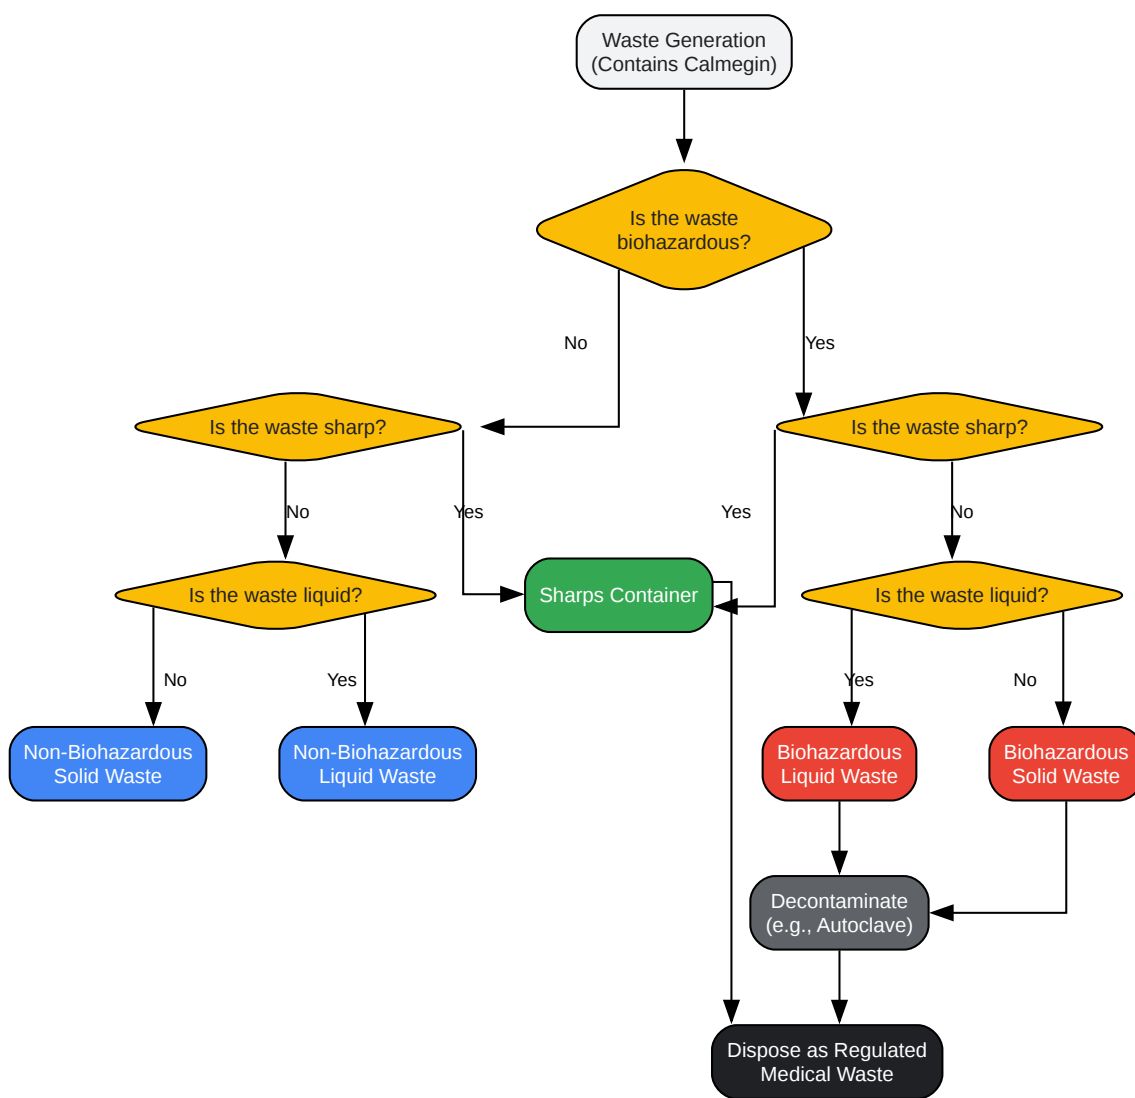 Waste Generation
(Contains Calmegin)
Is the waste
biohazardous?
No
Yes
Is the waste sharp?
Is the waste sharp?
No
Yes
Yes
No
Is the waste liquid?
Sharps Container
Is the waste liquid?
No
Yes
Yes
No
Non-Biohazardous
Solid Waste
Non-Biohazardous
Liquid Waste
Biohazardous
Liquid Waste
Biohazardous
Solid Waste
Decontaminate
(e.g., Autoclave)
Dispose as Regulated
Medical Waste